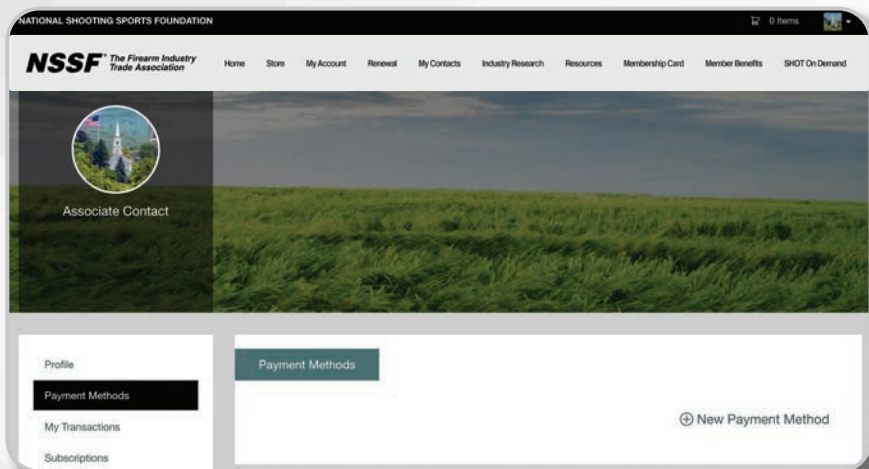 NATIONAL SHOOTING SPORTS FOUNDATION
0 Items
NSSF® The Firearm Industry
Trade Association
Home Store My Account Renewal My Contacts Industry Research Resources Membership Card Member Benefits SHOT On Demand
Associate Contact
Profile
Payment Methods
My Transactions
Subscriptions
Payment Methods
New Payment Method